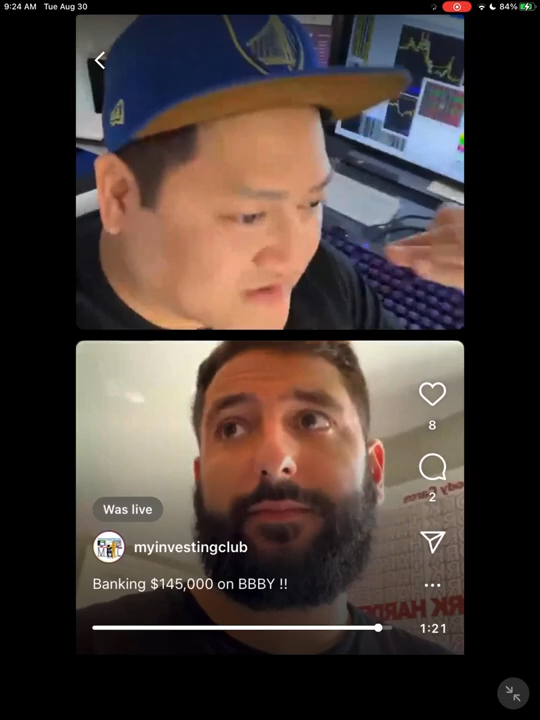 9:24 AM Tue Aug 30
84%
8
2
Was live
myinvestingclub
Banking $145,000 on BBBY !!
1:21